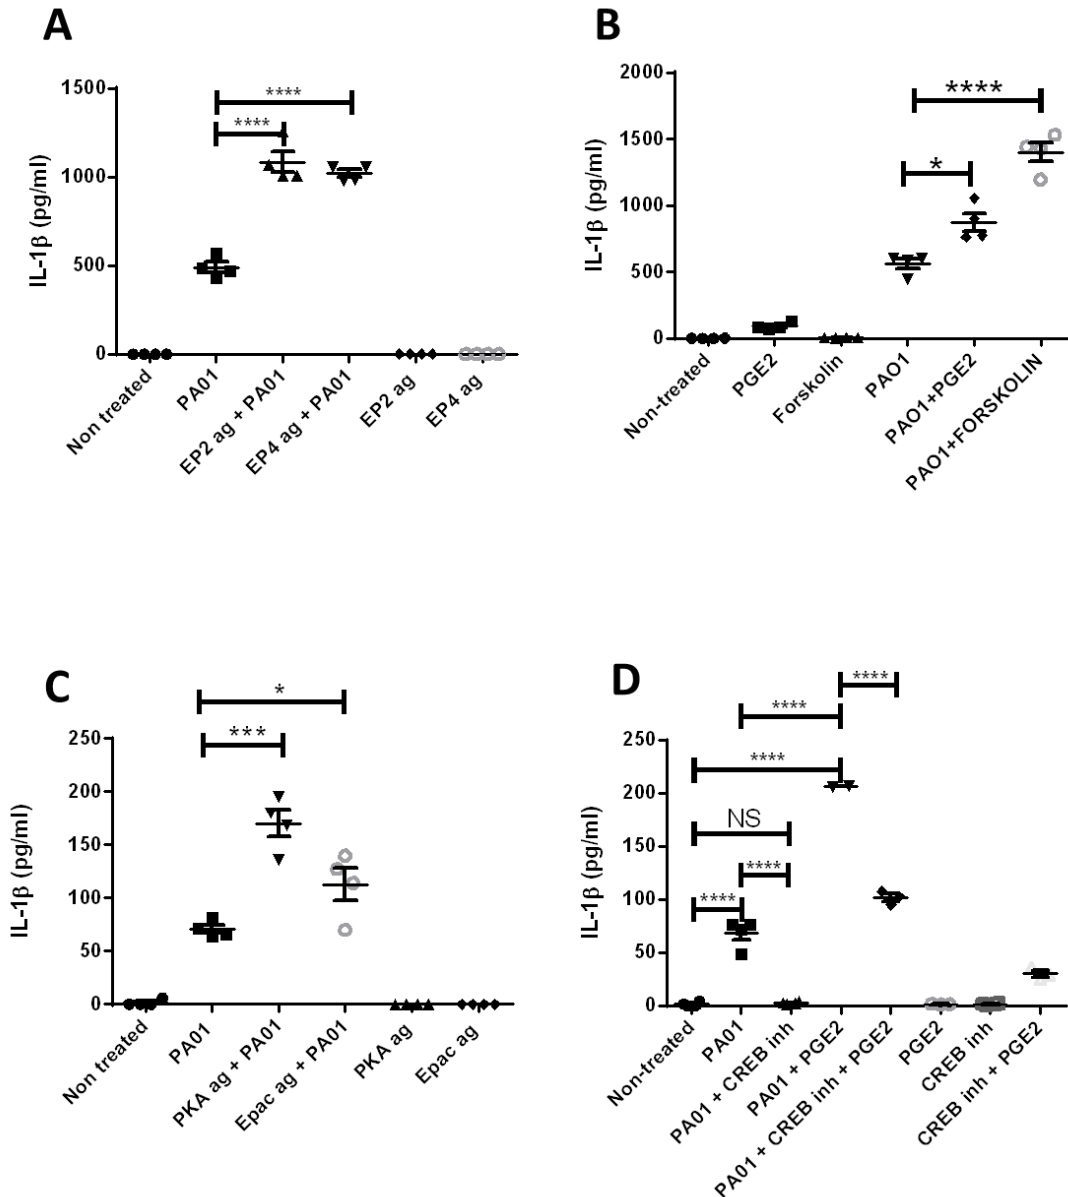 A
1500
1000
500
0
IL-1β (pg/ml)
****
****
Non treated
PA01
EP2 ag + PA01
EP4 ag + PA01
EP2 ag
EP4 ag
B
2000
1500
1000
500
0
IL-1β (pg/ml)
****
*
Non-treated
PGE2
Forskolin
PAO1
PAO1+PGE2
PAO1+FORSKOLIN
C
250
200
150
100
50
0
IL-1β (pg/ml)
*
***
Non treated
PA01
PKA ag + PA01
Epac ag + PA01
PKA ag
Epac ag
D
250
200
150
100
50
0
IL-1β (pg/ml)
****
****
****
NS
****
****
Non-treated
PA01
PA01 + CREB inh
PA01 + PGE2
PA01 + CREB inh + PGE2
PGE2
CREB inh
CREB inh + PGE2